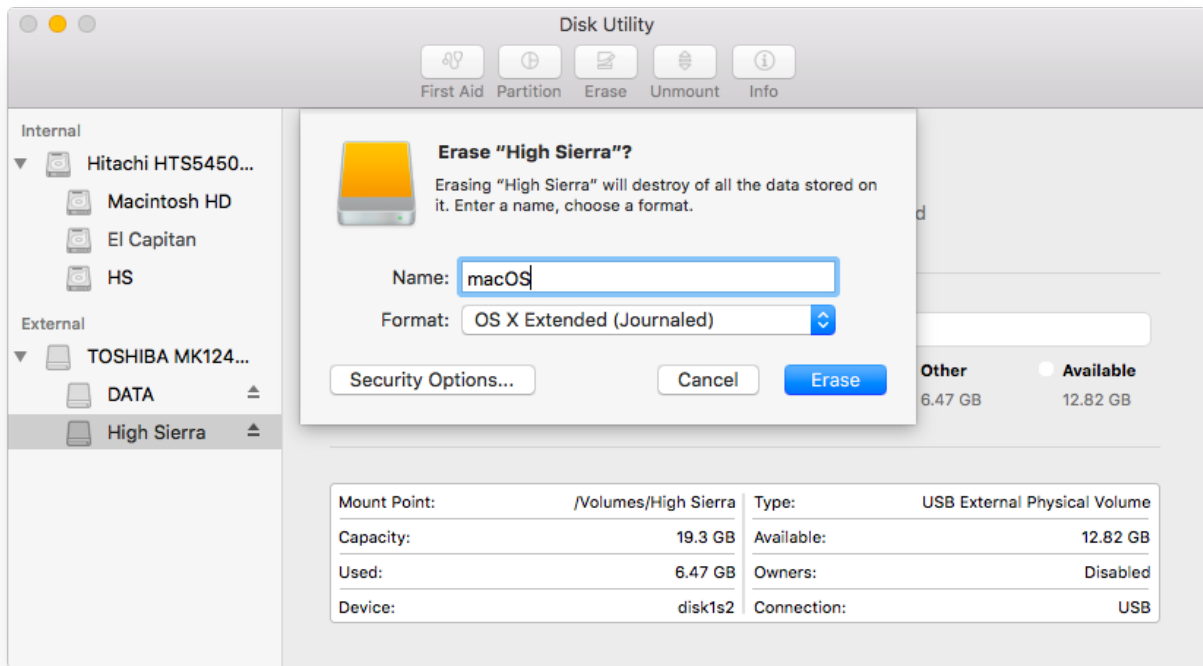 Disk Utility
First Aid Partition Erase Unmount Info
Internal
Hitachi HTS5450...
Macintosh HD
El Capitan
HS
External
TOSHIBA MK124...
DATA
High Sierra
Erase “High Sierra”?
Erasing “High Sierra” will destroy of all the data stored on
it. Enter a name, choose a format.
Name: macOS
Format: OS X Extended (Journaled)
Security Options... Cancel Erase
d
Other Available
6.47 GB 12.82 GB
Mount Point: /Volumes/High Sierra Type: USB External Physical Volume
Capacity: 19.3 GB Available: 12.82 GB
Used: 6.47 GB Owners: Disabled
Device: disk1s2 Connection: USB